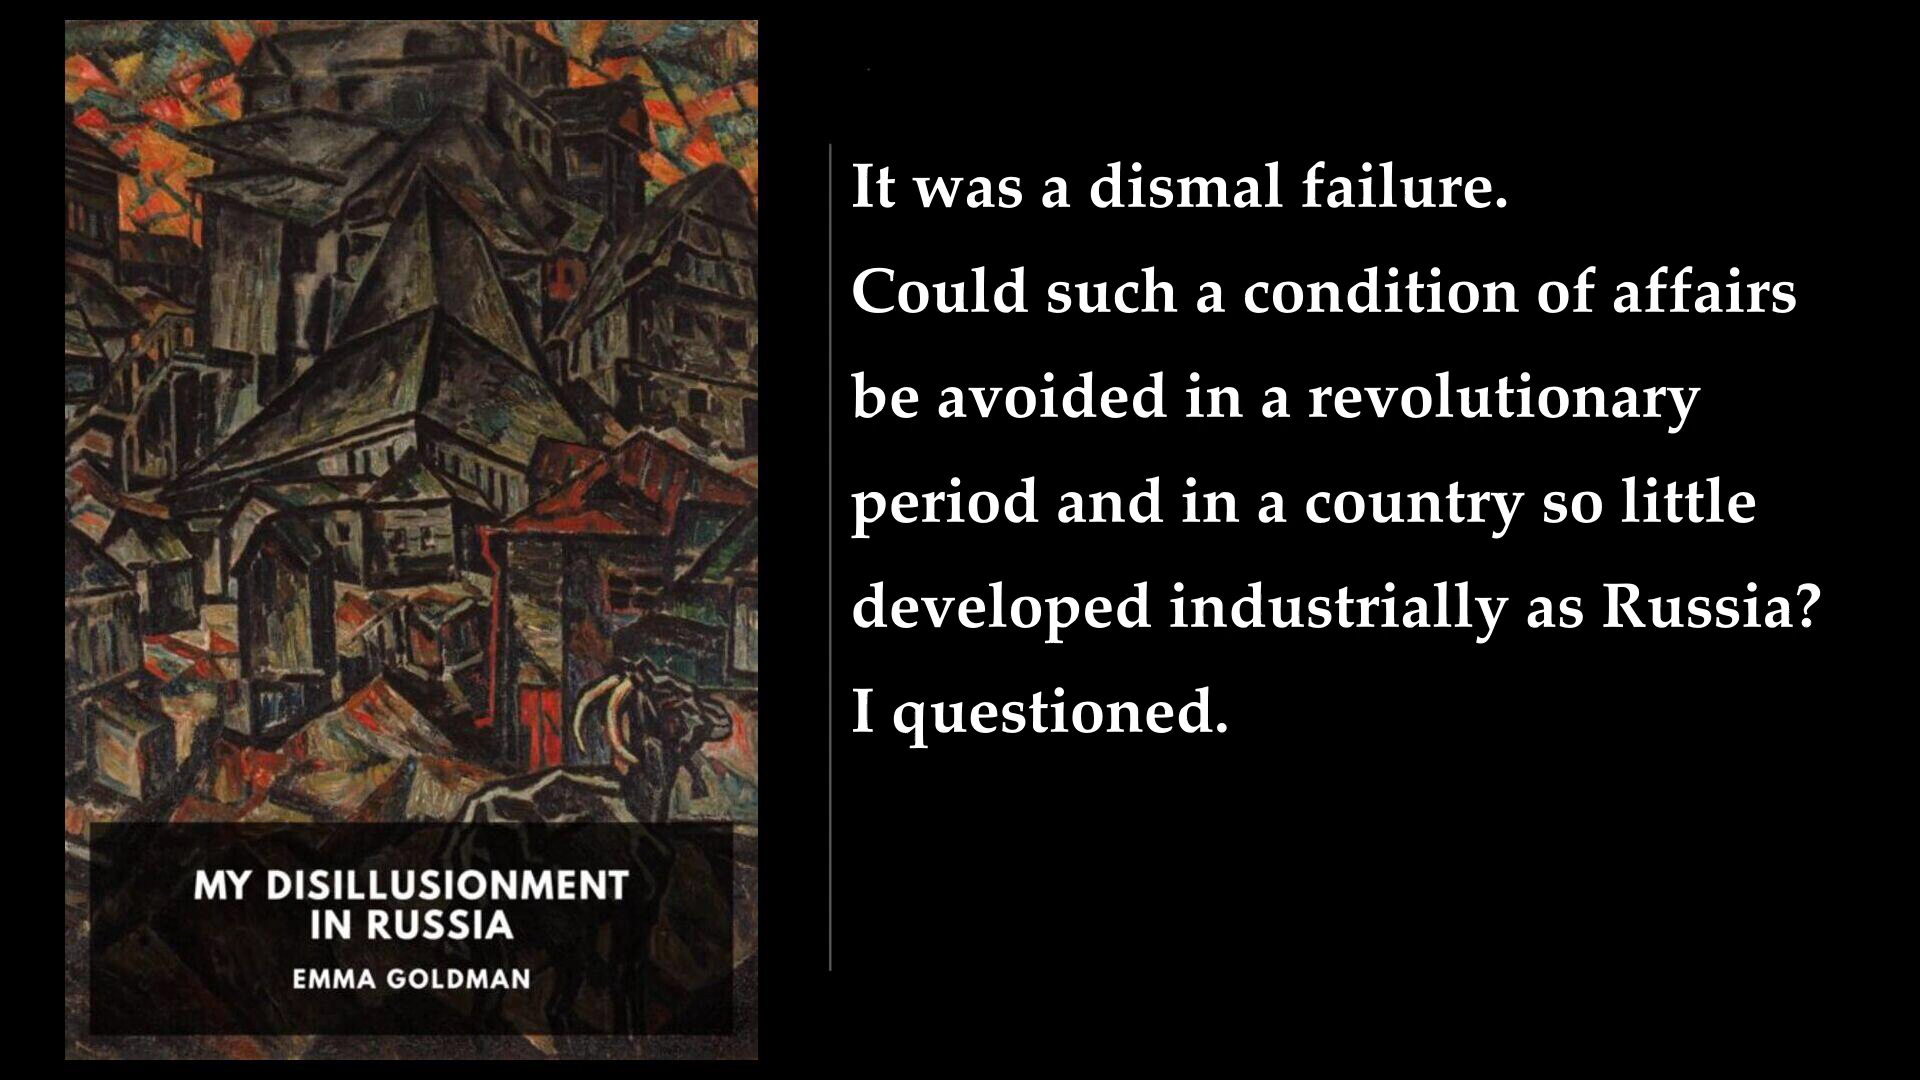 MY DISILLUSIONMENT
IN RUSSIA
EMMA GOLDMAN
It was a dismal failure.
Could such a condition of affairs
be avoided in a revolutionary
period and in a country so little
developed industrially as Russia?
I questioned.